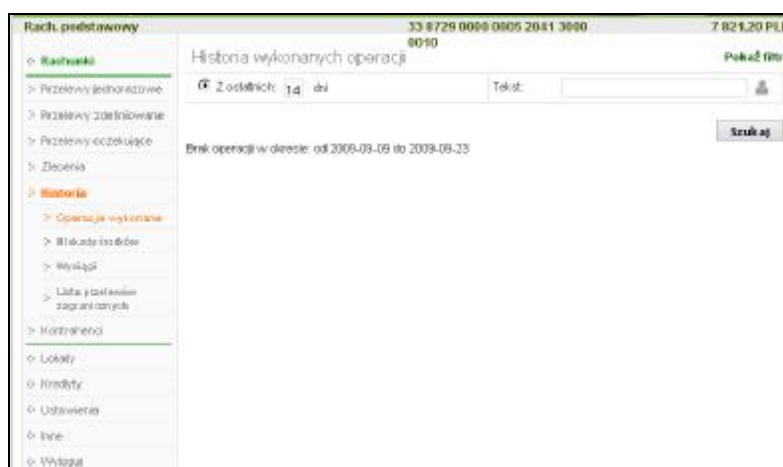 Rach. podstawowy 33 8729 0000 0005 2041 3000 0010 7 821,20 PLN
Rachunki
Historia wykonanych operacji
Pokaż filtr
Przelewy jednorazowe
Z ostatnich: 14 dni Tekst:
Przelewy zdefiniowane
Przelewy oczekujące
Szukaj
Brak operacji w okresie: od 2009-09-09 do 2009-09-23
Zlecenia
Historia
Operacje wykonane
Blokady środków
Wyciągi
Lista przelewów
zagranicznych
Kontrahenci
Lokaty
Kredyty
Ustawienia
Inne
Wyloguj